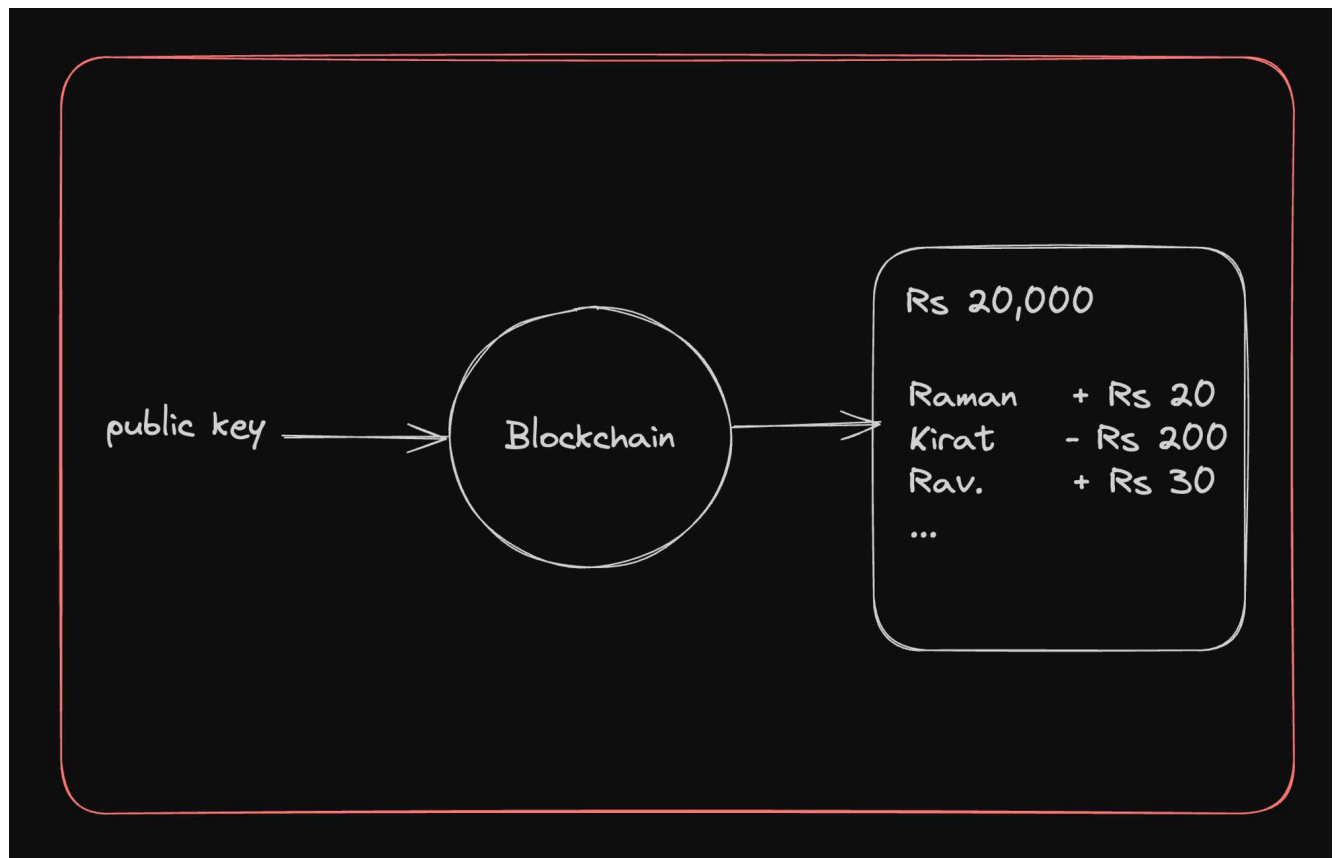 public key
Blockchain
Rs 20,000
Raman + Rs 20
Kirat - Rs 200
Rav. + Rs 30
...